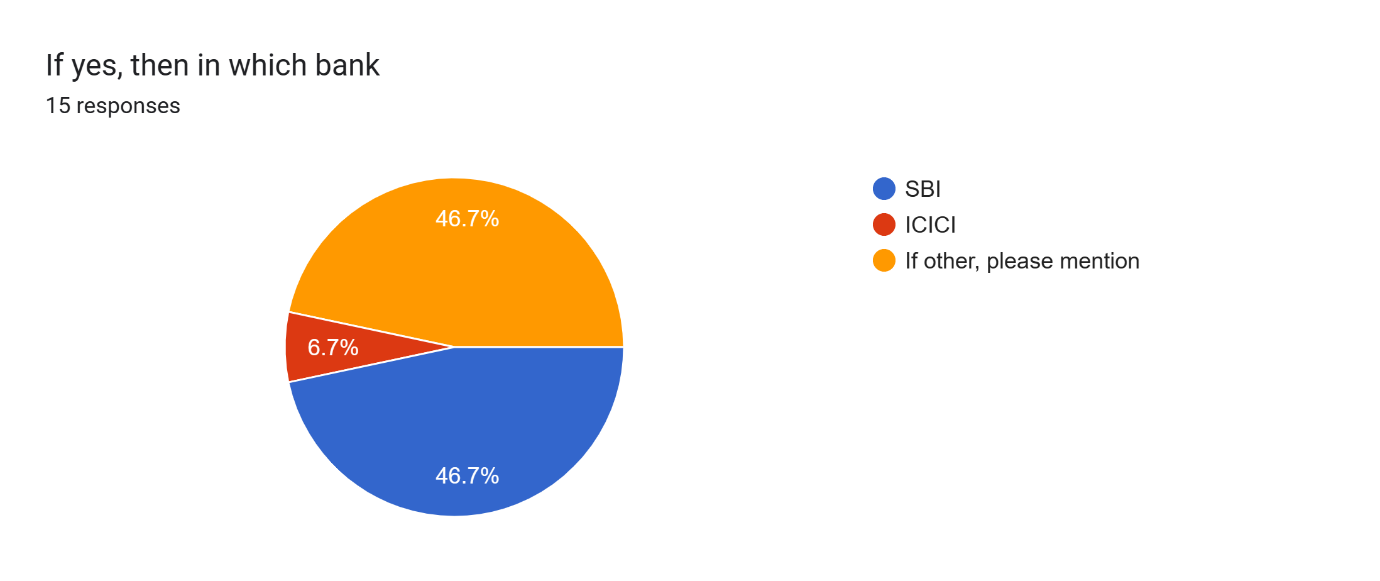 If yes, then in which bank
15 responses
46.7%
6.7%
46.7%
SBI
ICICI
If other, please mention